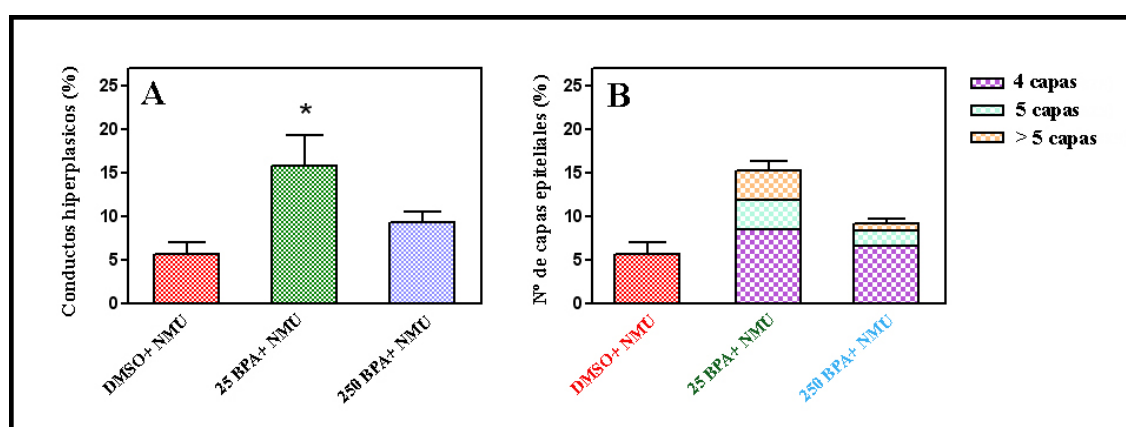 A
Conductos hiperplasicos (%)
25
20
15
10
5
0
*
DMSO+ NMU
25 BPA+ NMU
250 BPA+ NMU
B
Nº de capas epiteliales (%)
25
20
15
10
5
0
DMSO+ NMU
25 BPA+ NMU
250 BPA+ NMU
4 capas
5 capas
> 5 capas